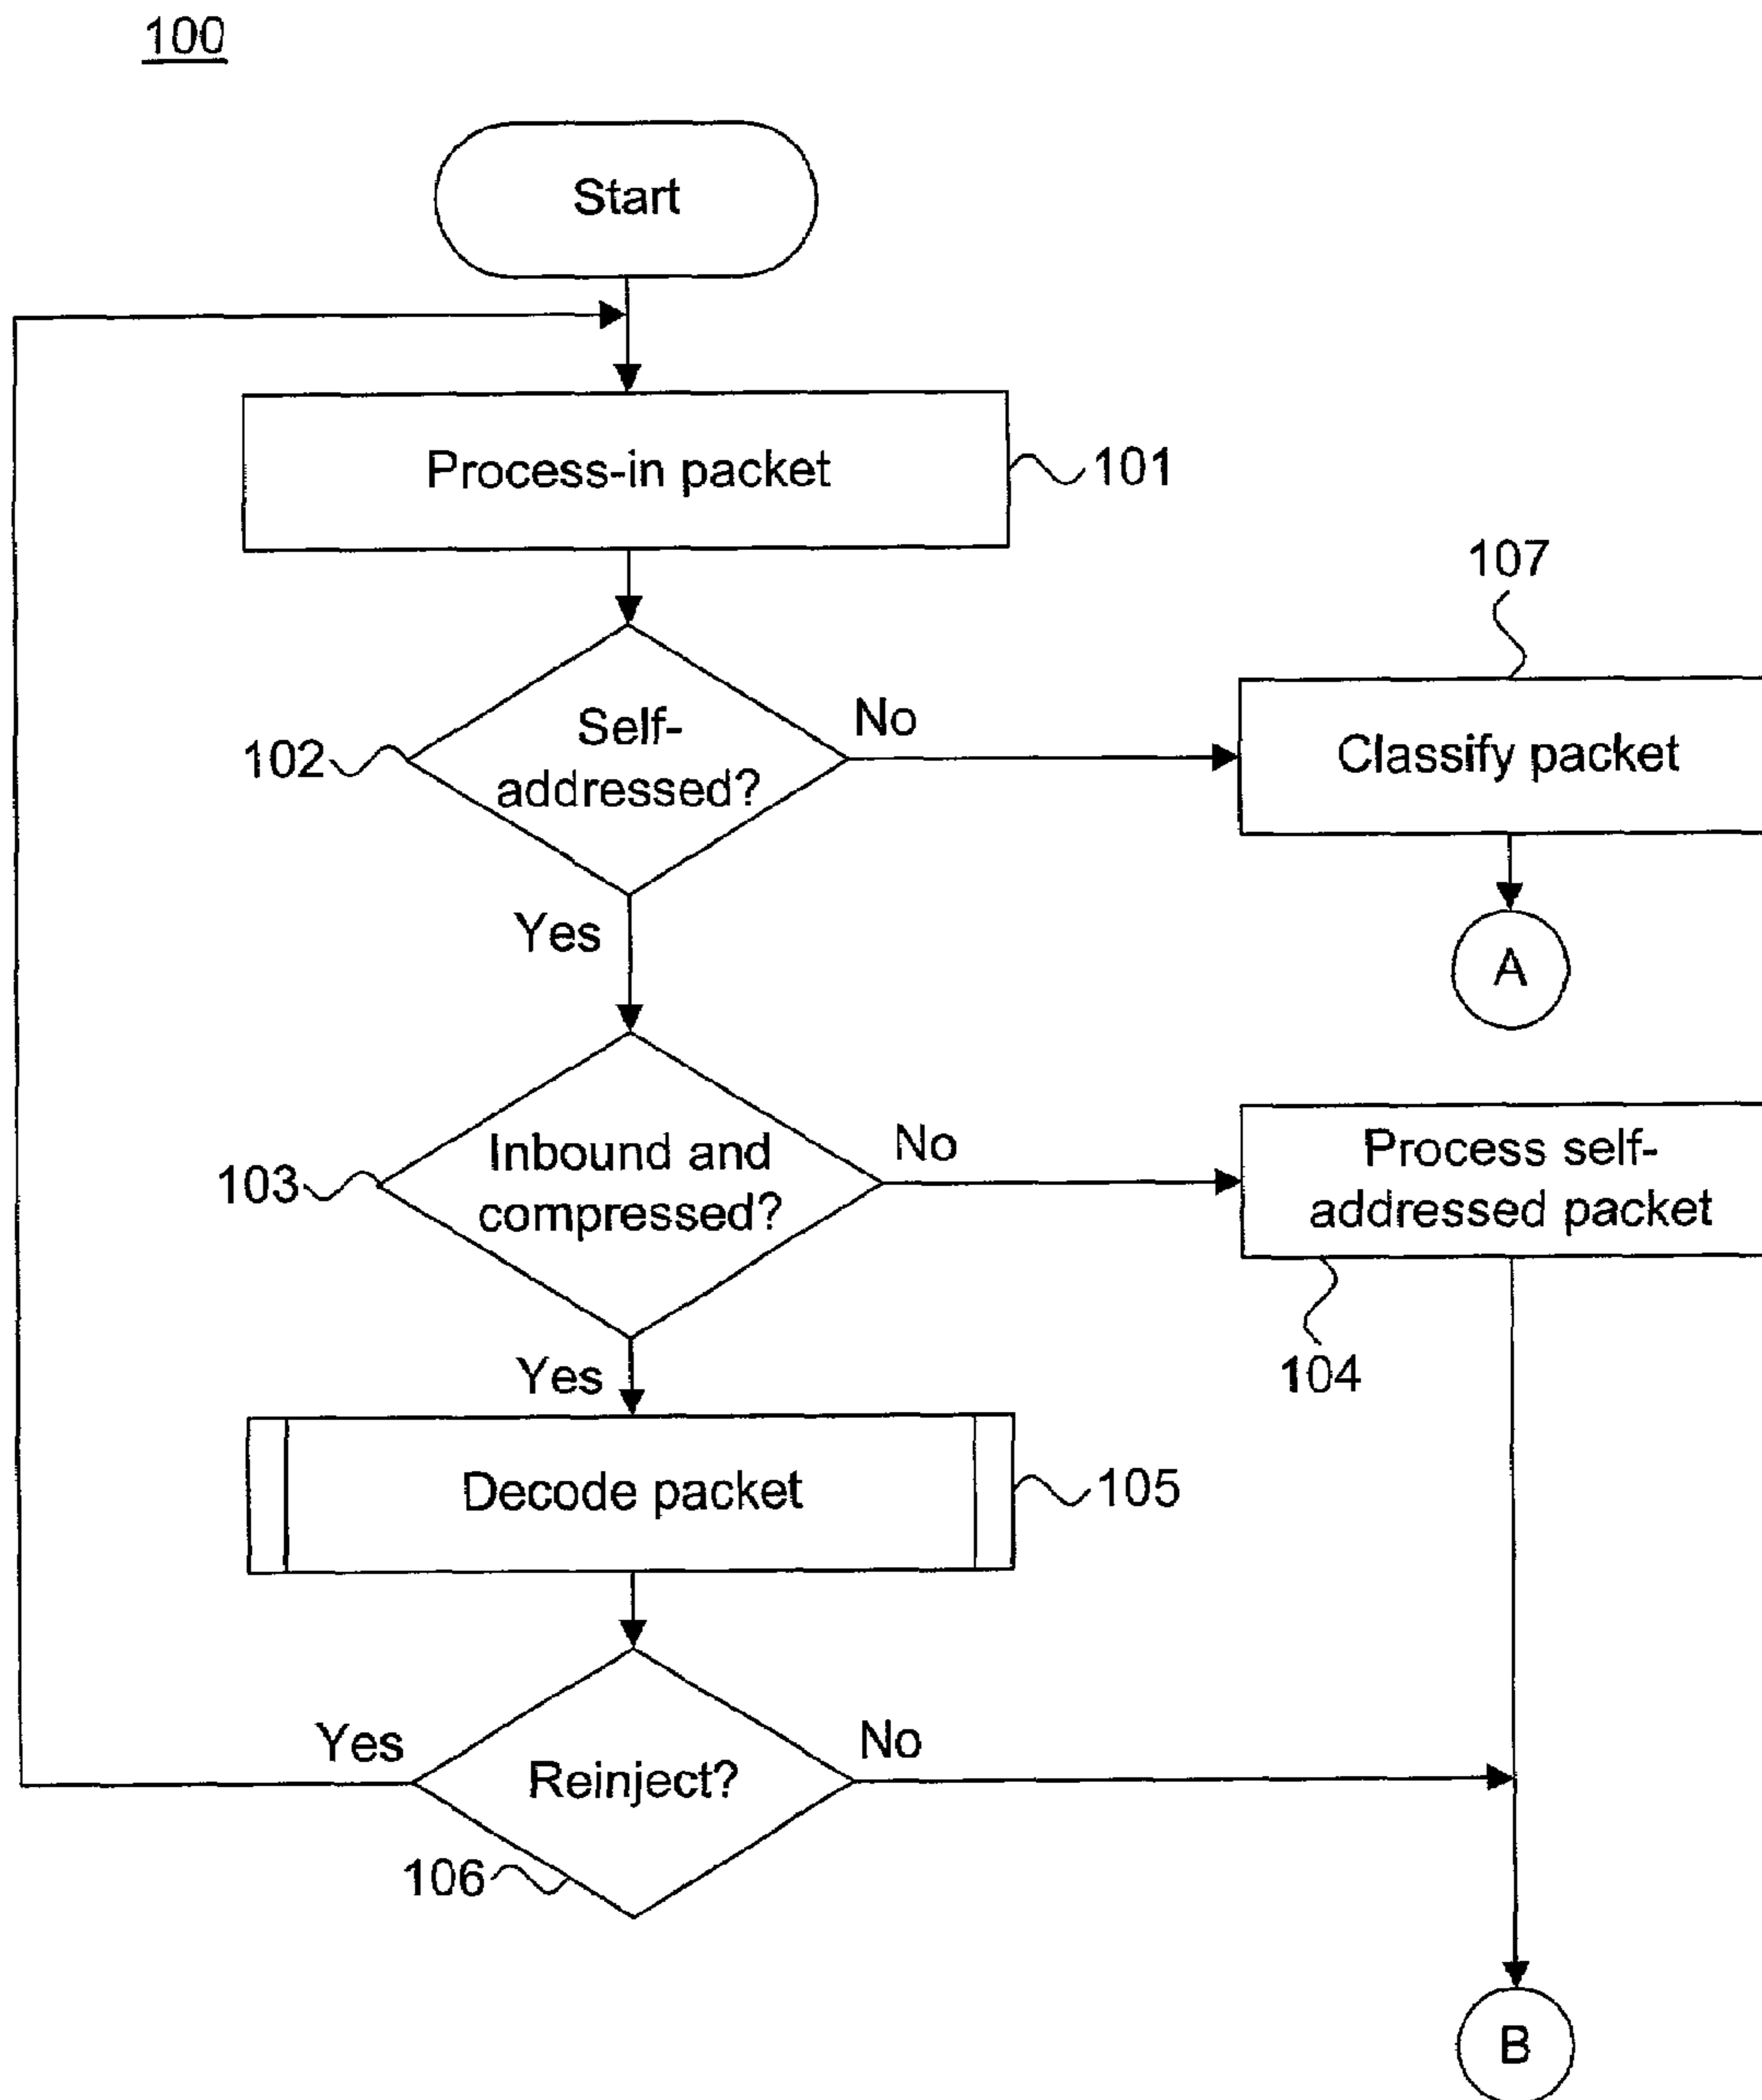 100
Start
Process-in packet
101
107
102
Self-
addressed?
No
Classify packet
Yes
A
103
Inbound and
compressed?
No
Process self-
addressed packet
104
Yes
Decode packet
105
Yes
Reinject?
No
106
B